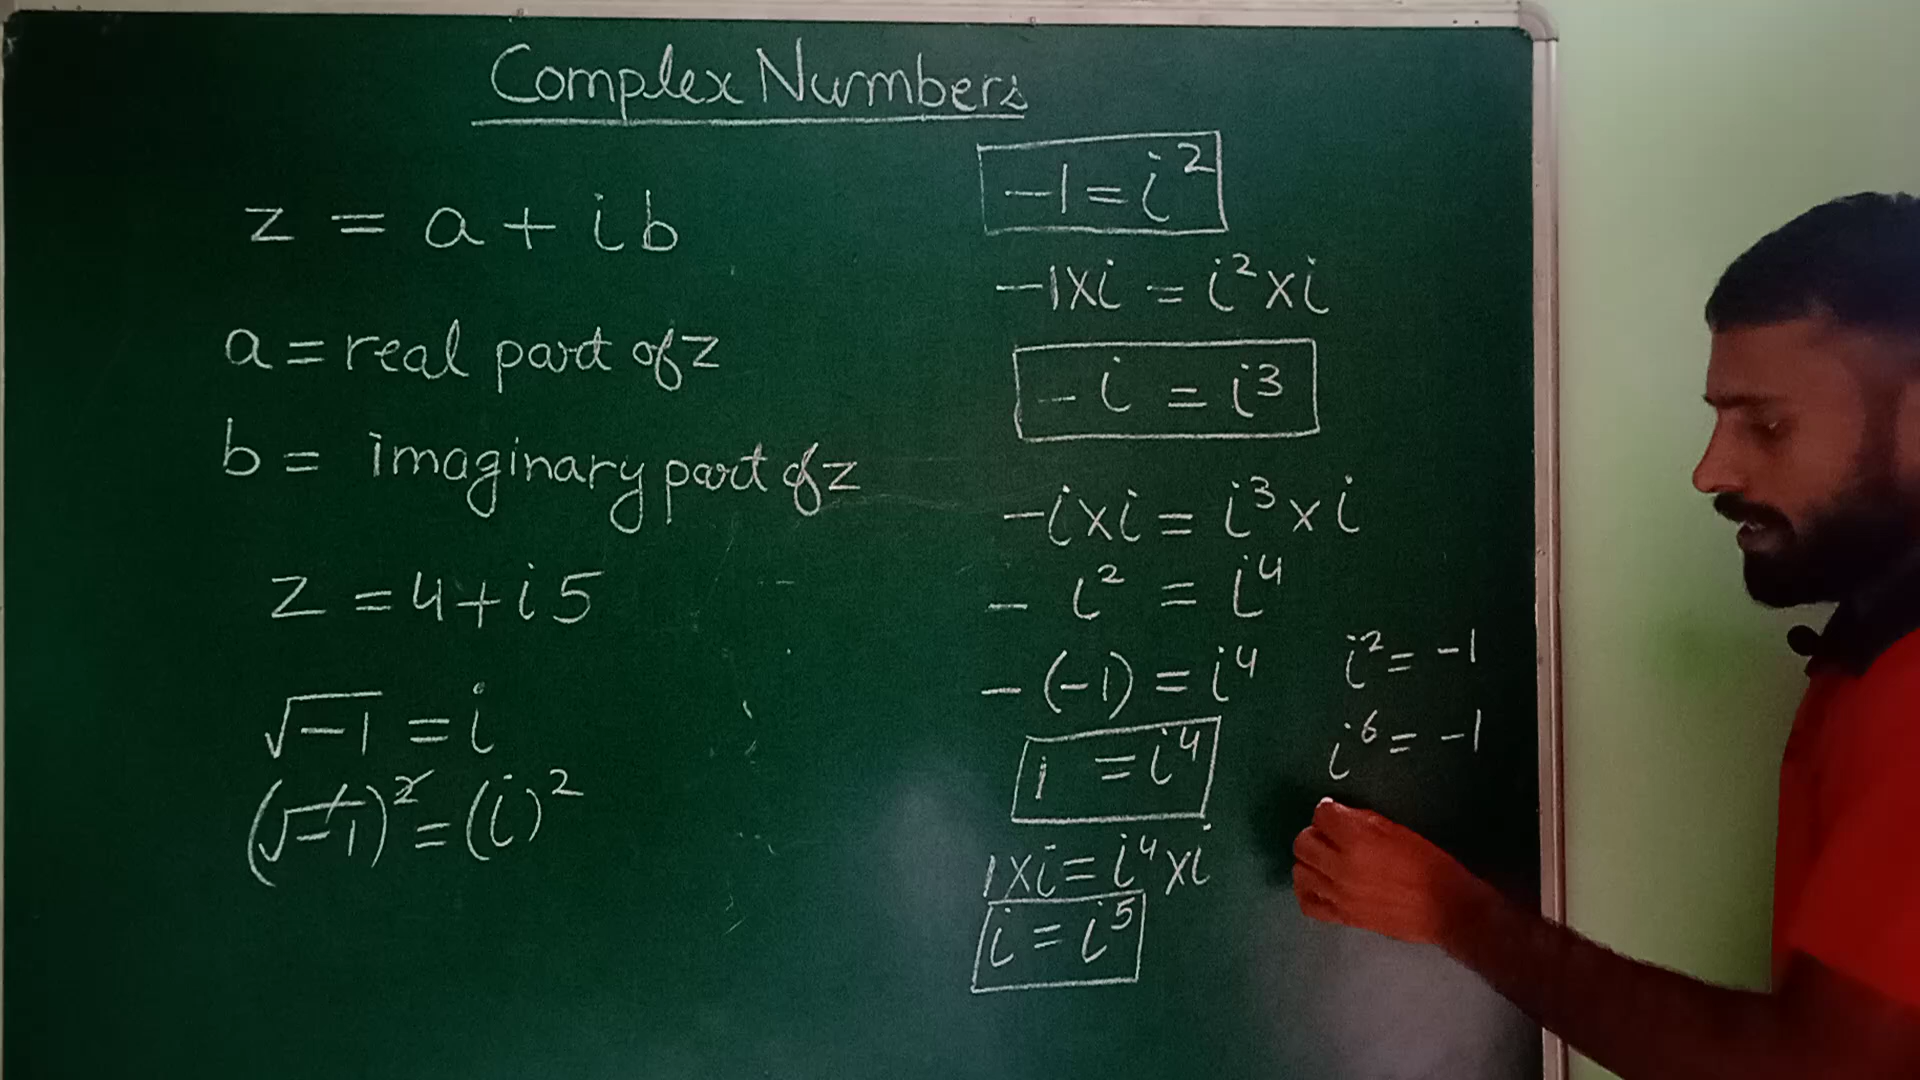 Complex Numbers
z = a + ib
a = real part of z
b = imaginary part of z
z = 4 + i5
√-1 = i
(√-1)² = (i)²
-1 = i²
-1 x i = i² x i
-i = i³
-i x i = i³ x i
- i² = i⁴
- (-1) = i⁴
1 = i⁴
1 x i = i⁴ x i
i = i⁵
i² = -1
i⁶ = -1